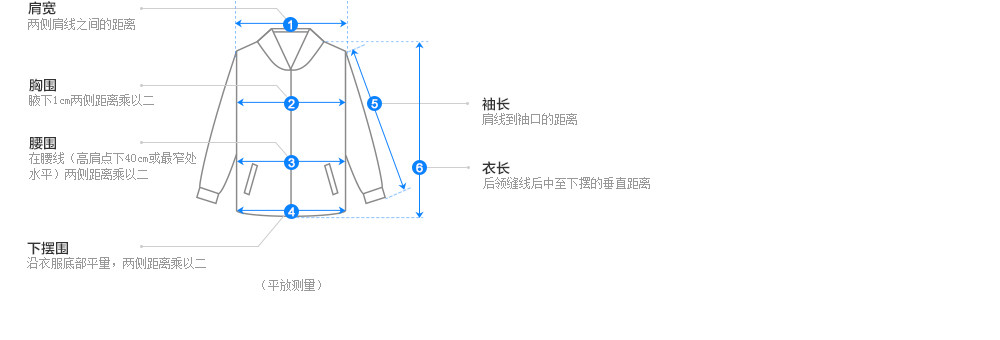 肩宽
两侧肩线之间的距离
1
胸围
腋下1cm两侧距离乘以二
2
5
袖长
肩线到袖口的距离
腰围
在腰线（高肩点下40cm或最窄处
水平）两侧距离乘以二
3
6
衣长
后领缝线后中至下摆的垂直距离
4
下摆围
沿衣服底部平量，两侧距离乘以二
（平放测量）